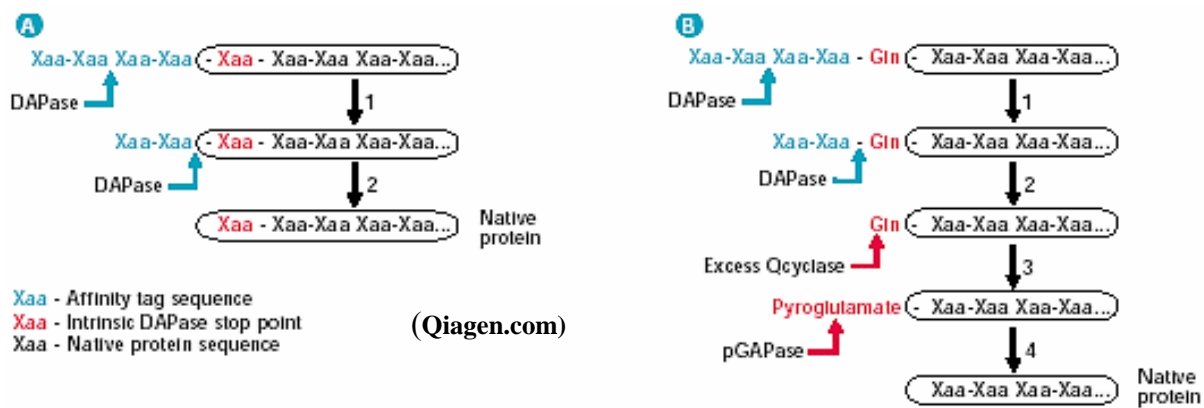 A
Xaa-Xaa Xaa-Xaa - Xaa - Xaa-Xaa Xaa-Xaa...
DAPase
1
Xaa-Xaa - Xaa - Xaa-Xaa Xaa-Xaa...
DAPase
2
Xaa - Xaa-Xaa Xaa-Xaa...
Native
protein
Xaa - Affinity tag sequence
Xaa - Intrinsic DAPase stop point
Xaa - Native protein sequence
(Qiagen.com)
B
Xaa-Xaa Xaa-Xaa - Gln - Xaa-Xaa Xaa-Xaa...
DAPase
1
Xaa-Xaa - Gln - Xaa-Xaa Xaa-Xaa...
DAPase
2
Gln - Xaa-Xaa Xaa-Xaa...
Excess Qcyclase
3
Pyroglutamate - Xaa-Xaa Xaa-Xaa...
pGAPase
4
Xaa-Xaa Xaa-Xaa...
Native
protein